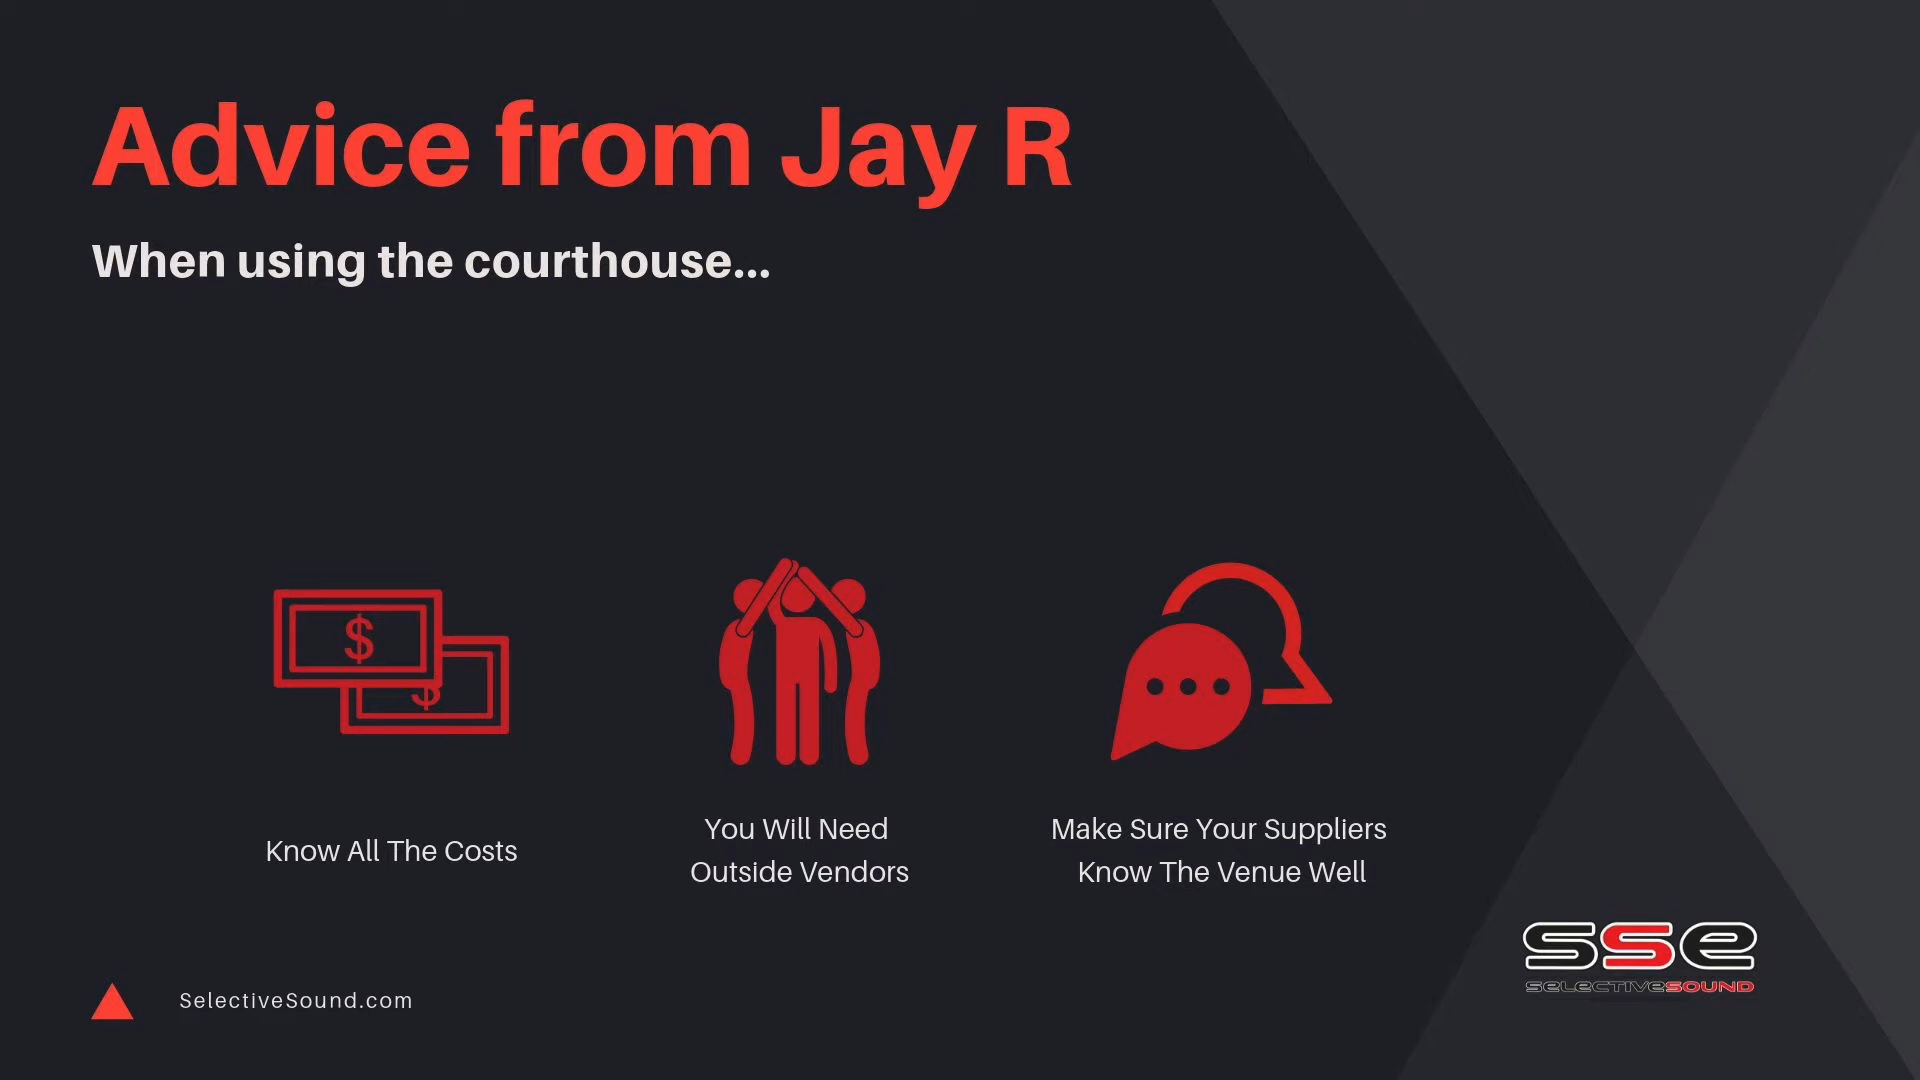 Advice from Jay R
When using the courthouse...
$
$
Know All The Costs
You Will Need
Outside Vendors
Make Sure Your Suppliers
Know The Venue Well
SelectiveSound.com
sse
SELECTIVESOUND